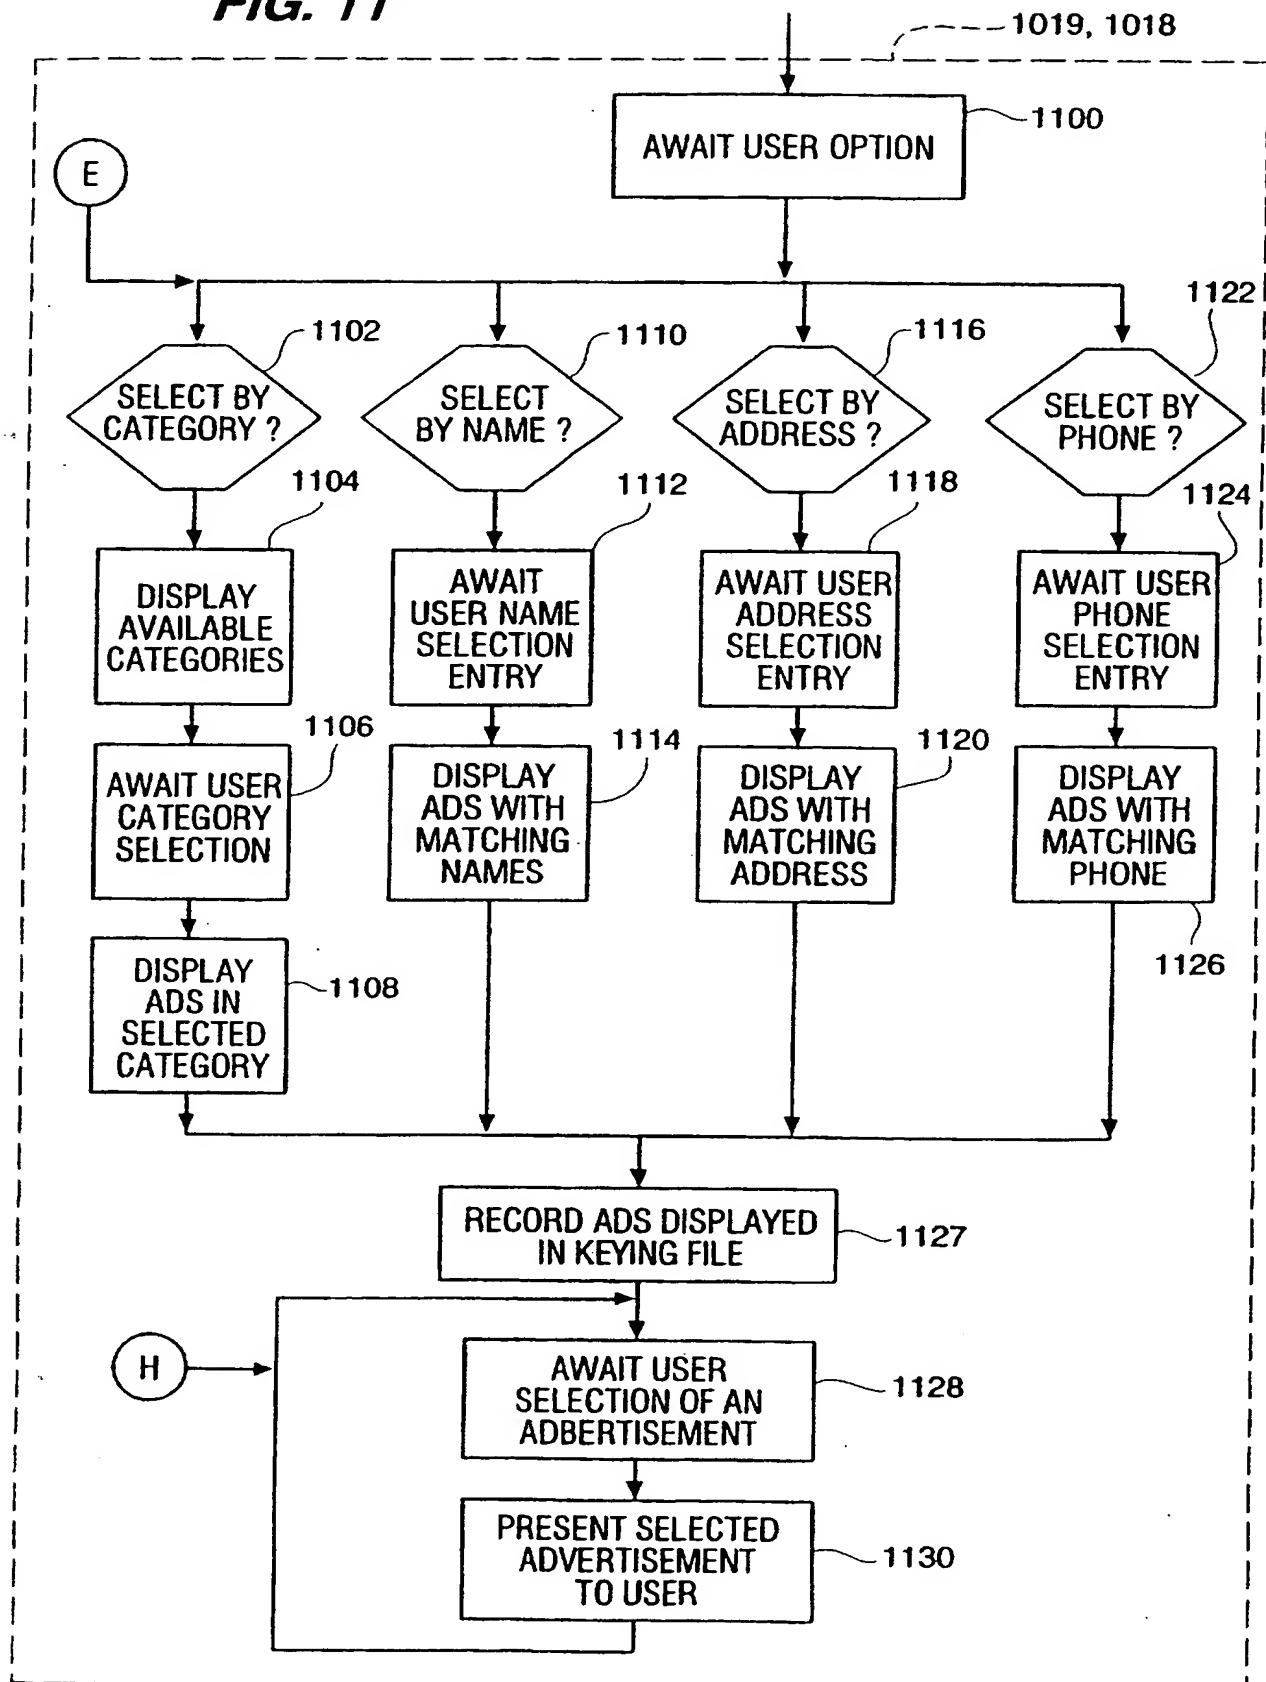 FIG. 11
1019, 1018
1100
AWAIT USER OPTION
E
1102
SELECT BY
CATEGORY ?
1110
SELECT
BY NAME ?
1116
SELECT BY
ADDRESS ?
1122
SELECT BY
PHONE ?
1104
DISPLAY
AVAILABLE
CATEGORIES
1112
AWAIT
USER NAME
SELECTION
ENTRY
1118
AWAIT USER
ADDRESS
SELECTION
ENTRY
1124
AWAIT USER
PHONE
SELECTION
ENTRY
1106
AWAIT USER
CATEGORY
SELECTION
1114
DISPLAY
ADS WITH
MATCHING
NAMES
1120
DISPLAY
ADS WITH
MATCHING
ADDRESS
DISPLAY
ADS WITH
MATCHING
PHONE
1126
DISPLAY
ADS IN
SELECTED
CATEGORY
1108
RECORD ADS DISPLAYED
IN KEYING FILE
1127
H
AWAIT USER
SELECTION OF AN
ADBERTISEMENT
1128
PRESENT SELECTED
ADVERTISEMENT
TO USER
1130